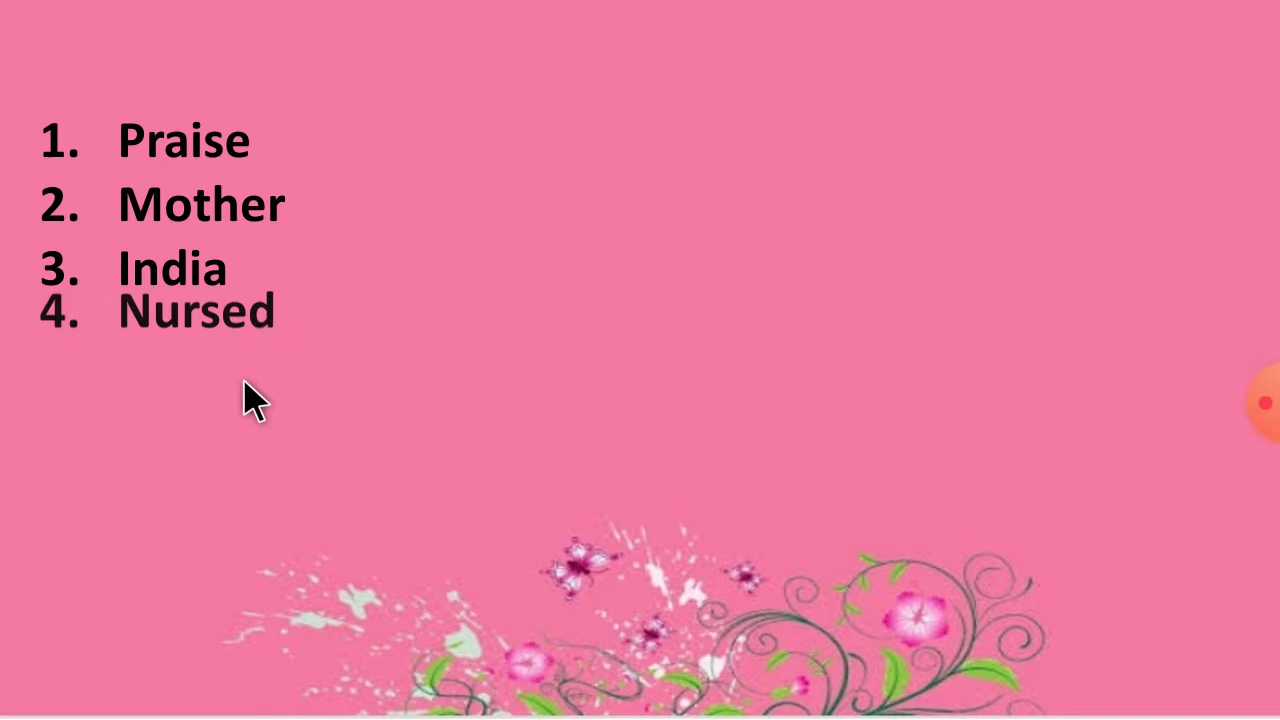 1. Praise
2. Mother
3. India
4. Nursed